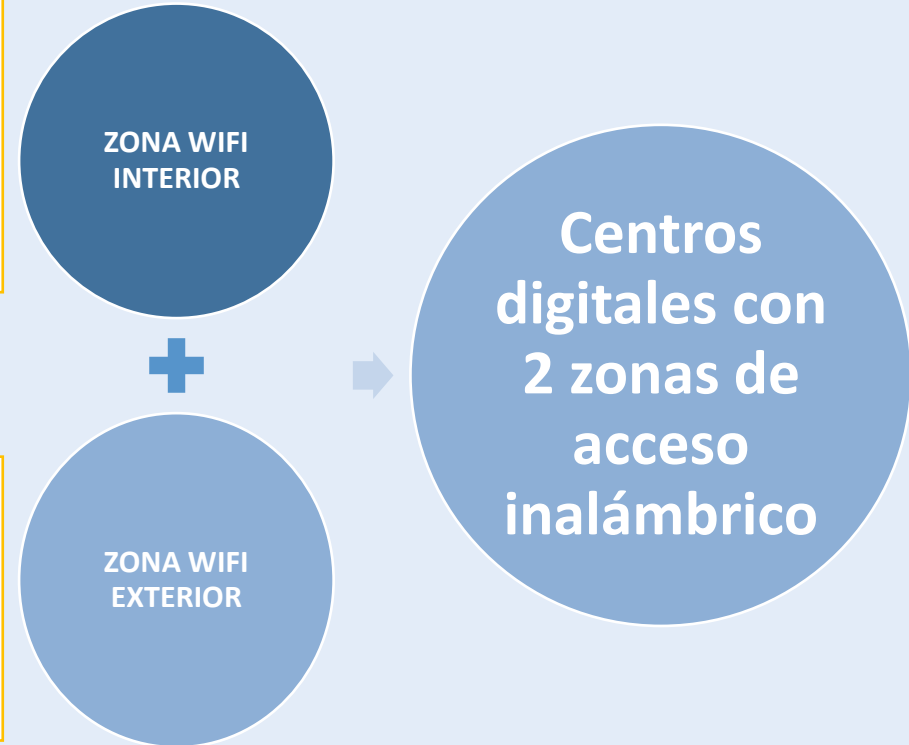 ZONA WIFI
INTERIOR
ZONA WIFI
EXTERIOR
Centros
digitales con
2 zonas de
acceso
inalámbrico